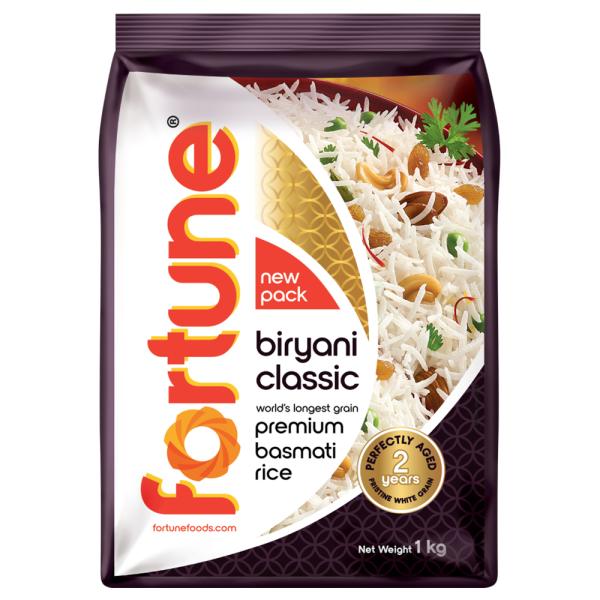 fortune®
new
pack
biryani
classic
world's longest grain
premium
basmati
rice
PERFECTLY AGED
2
years
PRISTINE WHITE GRAIN
fortunefoods.com
Net Weight 1 kg